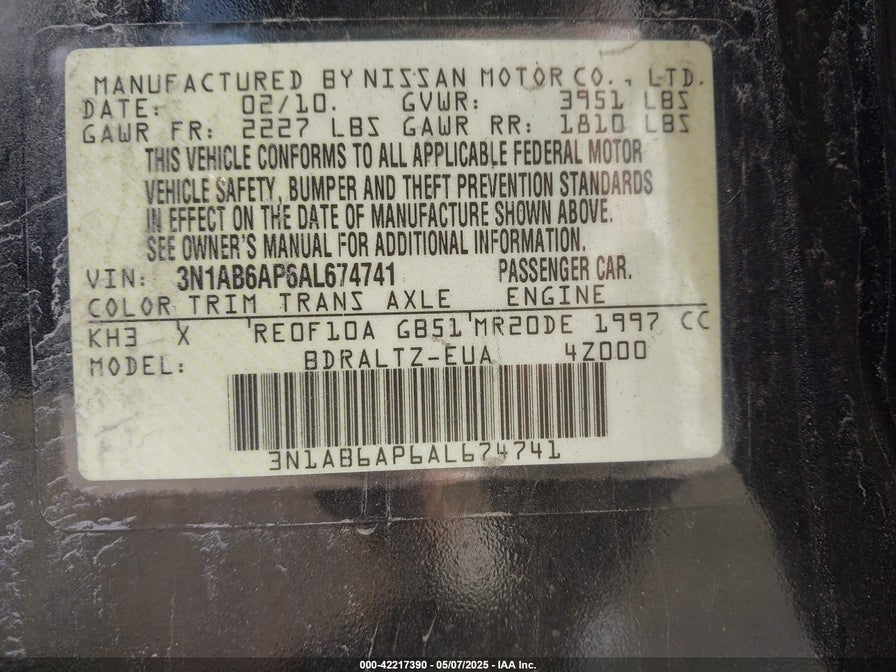 MANUFACTURED BY NISSAN MOTOR CO., LTD.
DATE: 02/10. GVWR: 3951 LBS
GAWR FR: 2227 LBS GAWR RR: 1810 LBS
THIS VEHICLE CONFORMS TO ALL APPLICABLE FEDERAL MOTOR
VEHICLE SAFETY, BUMPER AND THEFT PREVENTION STANDARDS
IN EFFECT ON THE DATE OF MANUFACTURE SHOWN ABOVE.
SEE OWNER'S MANUAL FOR ADDITIONAL INFORMATION.
VIN: 3N1AB6AP6AL674741 PASSENGER CAR.
COLOR TRIM TRANS AXLE ENGINE
KH3 X RE0F10A GB51 MR20DE 1997 CC
MODEL: BDRALTZ-EUA 4Z000
3N1AB6AP6AL674741
000-42217390 - 05/07/2025 - IAA Inc.